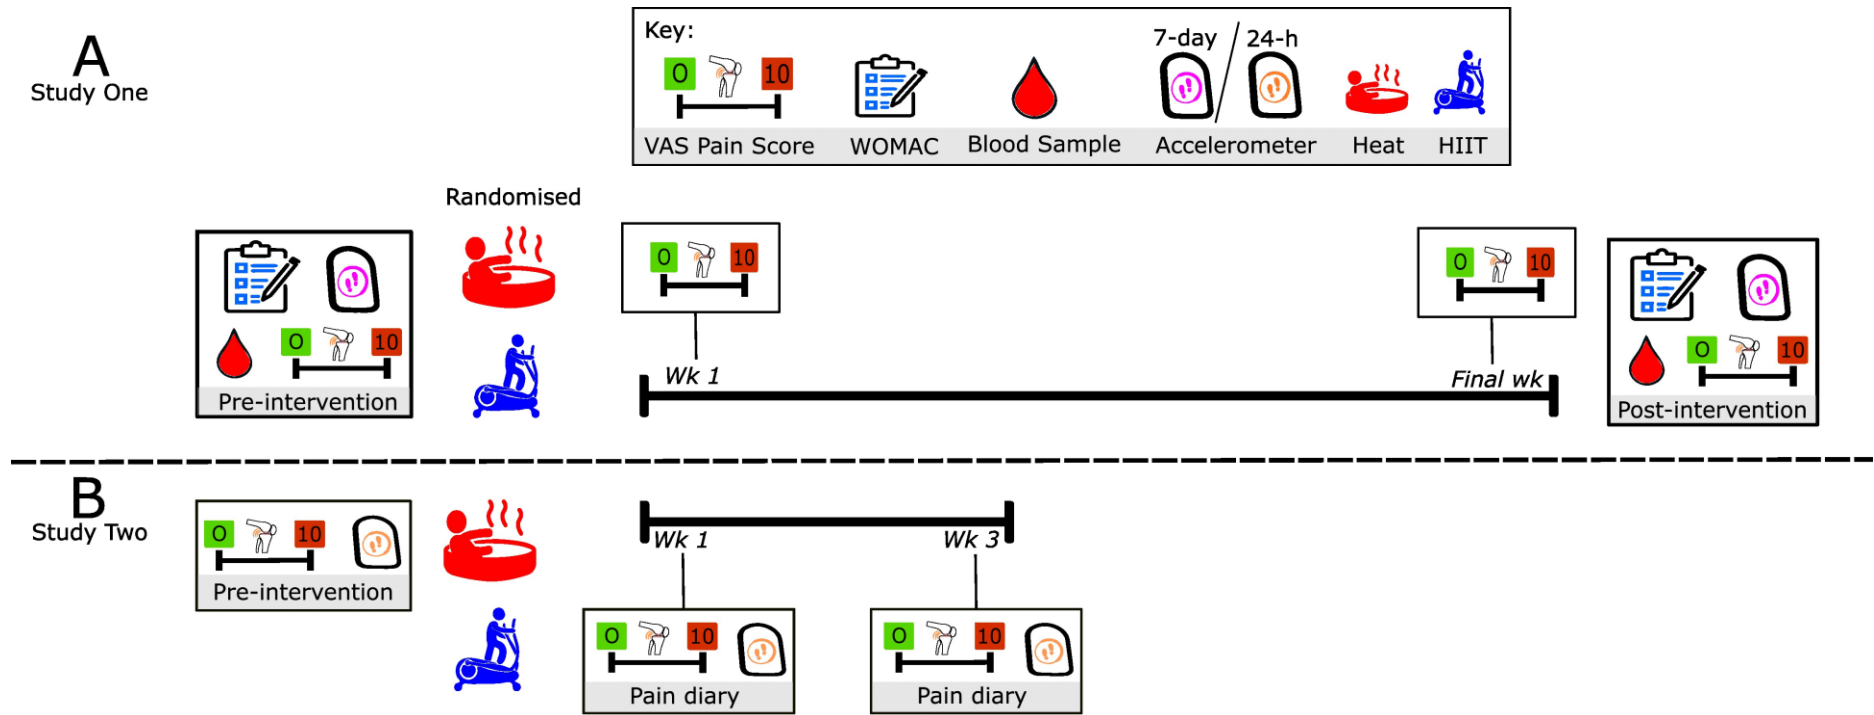 A
Study One
Key:
0 10
7-day / 24-h
VAS Pain Score WOMAC Blood Sample Accelerometer Heat HIIT
Randomised
0 10
Pre-intervention
0 10
Wk 1
0 10
Final wk
0 10
Post-intervention
B
Study Two
0 10
Pre-intervention
Wk 1
Wk 3
0 10
Pain diary
0 10
Pain diary